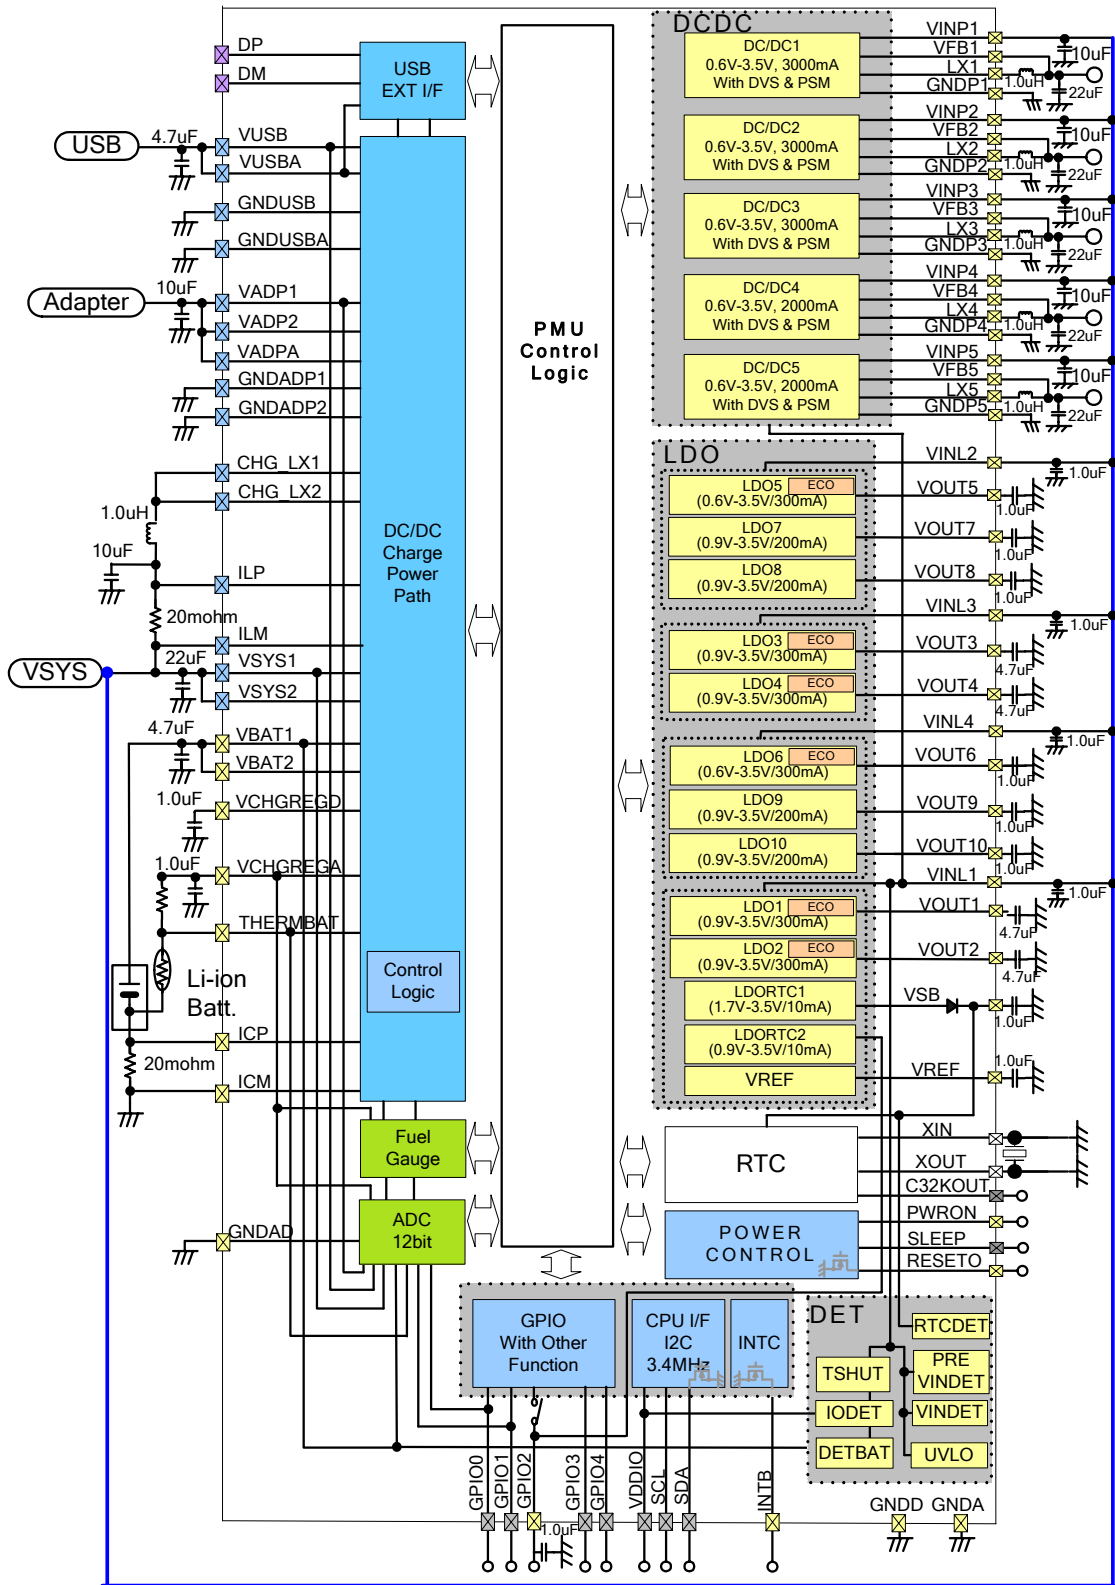 DP
DM
USB
EXT I/F
USB
4.7uF
VUSB
VUSBA
GNDUSB
GNDUSBA
Adapter
10uF
VADP1
VADP2
VADPA
GNDADP1
GNDADP2
CHG_LX1
CHG_LX2
1.0uH
10uF
ILP
20mohm
ILM
VSYS
22uF
VSYS1
VSYS2
4.7uF
VBAT1
VBAT2
1.0uF
VCHGREGD
1.0uF
VCHGREGA
THERMBAT
Li-ion
Batt.
ICP
20mohm
ICM
GNDAD
DC/DC
Charge
Power
Path
Control
Logic
Fuel
Gauge
ADC
12bit
PMU
Control
Logic
DCDC
DC/DC1
0.6V-3.5V, 3000mA
With DVS & PSM
VINP1
VFB1
LX1
GNDP1
10uF
1.0uH
22uF
DC/DC2
0.6V-3.5V, 3000mA
With DVS & PSM
VINP2
VFB2
LX2
GNDP2
10uF
1.0uH
22uF
DC/DC3
0.6V-3.5V, 3000mA
With DVS & PSM
VINP3
VFB3
LX3
GNDP3
10uF
1.0uH
22uF
DC/DC4
0.6V-3.5V, 2000mA
With DVS & PSM
VINP4
VFB4
LX4
GNDP4
10uF
1.0uH
22uF
DC/DC5
0.6V-3.5V, 2000mA
With DVS & PSM
VINP5
VFB5
LX5
GNDP5
10uF
1.0uH
22uF
LDO
VINL2
1.0uF
LDO5 ECO
(0.6V-3.5V/300mA)
VOUT5
1.0uF
LDO7
(0.9V-3.5V/200mA)
VOUT7
1.0uF
LDO8
(0.9V-3.5V/200mA)
VOUT8
1.0uF
VINL3
1.0uF
LDO3 ECO
(0.9V-3.5V/300mA)
VOUT3
4.7uF
LDO4 ECO
(0.9V-3.5V/300mA)
VOUT4
4.7uF
VINL4
1.0uF
LDO6 ECO
(0.6V-3.5V/300mA)
VOUT6
1.0uF
LDO9
(0.9V-3.5V/200mA)
VOUT9
1.0uF
LDO10
(0.9V-3.5V/200mA)
VOUT10
1.0uF
VINL1
1.0uF
LDO1 ECO
(0.9V-3.5V/300mA)
VOUT1
4.7uF
LDO2 ECO
(0.9V-3.5V/300mA)
VOUT2
4.7uF
LDORTC1
(1.7V-3.5V/10mA)
VSB
1.0uF
LDORTC2
(0.9V-3.5V/10mA)
VREF
VREF
1.0uF
RTC
XIN
XOUT
C32KOUT
POWER
CONTROL
PWRON
SLEEP
RESETO
GPIO
With Other
Function
CPU I/F
I2C
3.4MHz
INTC
DET
RTCDET
TSHUT
PRE
VINDET
IODET
VINDET
DETBAT
UVLO
GPIO0
GPIO1
GPIO2
GPIO3
GPIO4
VDDIO
SCL
SDA
INTB
GNDD
GNDA
1.0uF